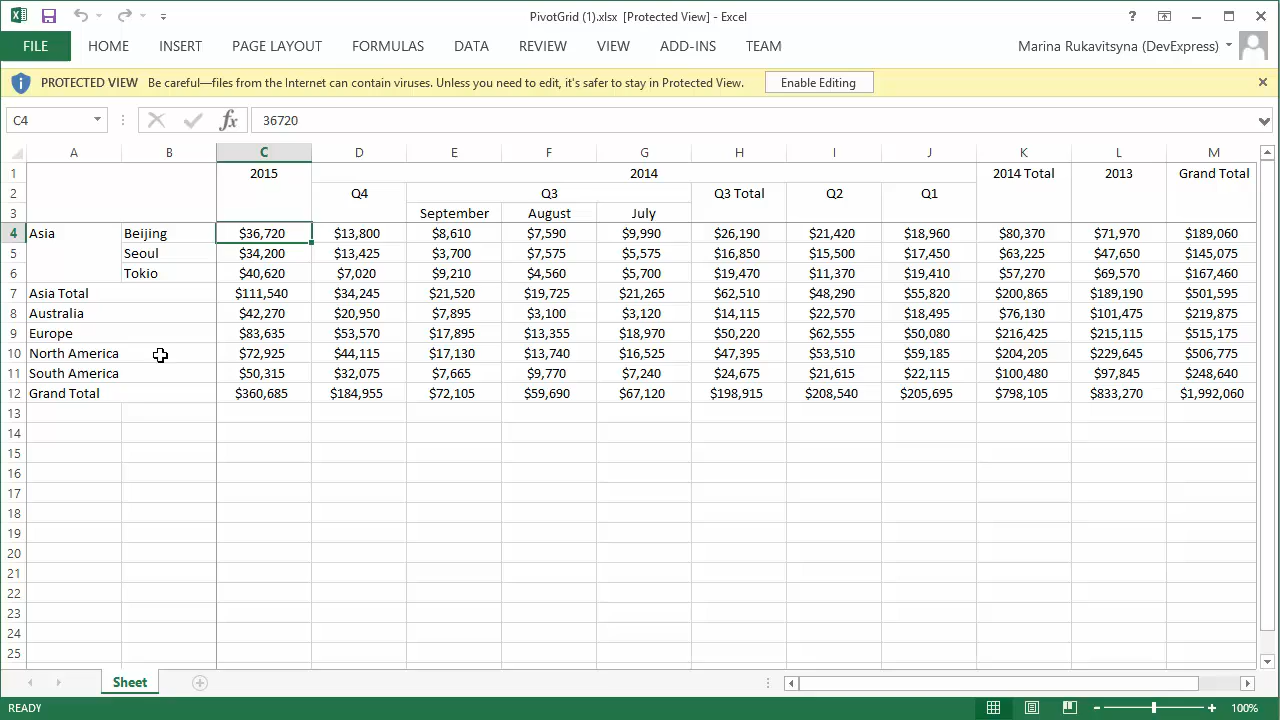 PivotGrid (1).xlsx [Protected View] - Excel
?
FILE HOME INSERT PAGE LAYOUT FORMULAS DATA REVIEW VIEW ADD-INS TEAM Marina Rukavitsyna (DevExpress)
PROTECTED VIEW Be careful—files from the Internet can contain viruses. Unless you need to edit, it's safer to stay in Protected View. Enable Editing
C4 fx 36720
A B C D E F G H I J K L M
1 2015 2014 2014 Total 2013 Grand Total
2 Q4 Q3 Q3 Total Q2 Q1
3 September August July
4 Asia Beijing $36,720 $13,800 $8,610 $7,590 $9,990 $26,190 $21,420 $18,960 $80,370 $71,970 $189,060
5 Seoul $34,200 $13,425 $3,700 $7,575 $5,575 $16,850 $15,500 $17,450 $63,225 $47,650 $145,075
6 Tokio $40,620 $7,020 $9,210 $4,560 $5,700 $19,470 $11,370 $19,410 $57,270 $69,570 $167,460
7 Asia Total $111,540 $34,245 $21,520 $19,725 $21,265 $62,510 $48,290 $55,820 $200,865 $189,190 $501,595
8 Australia $42,270 $20,950 $7,895 $3,100 $3,120 $14,115 $22,570 $18,495 $76,130 $101,475 $219,875
9 Europe $83,635 $53,570 $17,895 $13,355 $18,970 $50,220 $62,555 $50,080 $216,425 $215,115 $515,175
10 North America $72,925 $44,115 $17,130 $13,740 $16,525 $47,395 $53,510 $59,185 $204,205 $229,645 $506,775
11 South America $50,315 $32,075 $7,665 $9,770 $7,240 $24,675 $21,615 $22,115 $100,480 $97,845 $248,640
12 Grand Total $360,685 $184,955 $72,105 $59,690 $67,120 $198,915 $208,540 $205,695 $798,105 $833,270 $1,992,060
13
14
15
16
17
18
19
20
21
22
23
24
25
Sheet
READY 100%